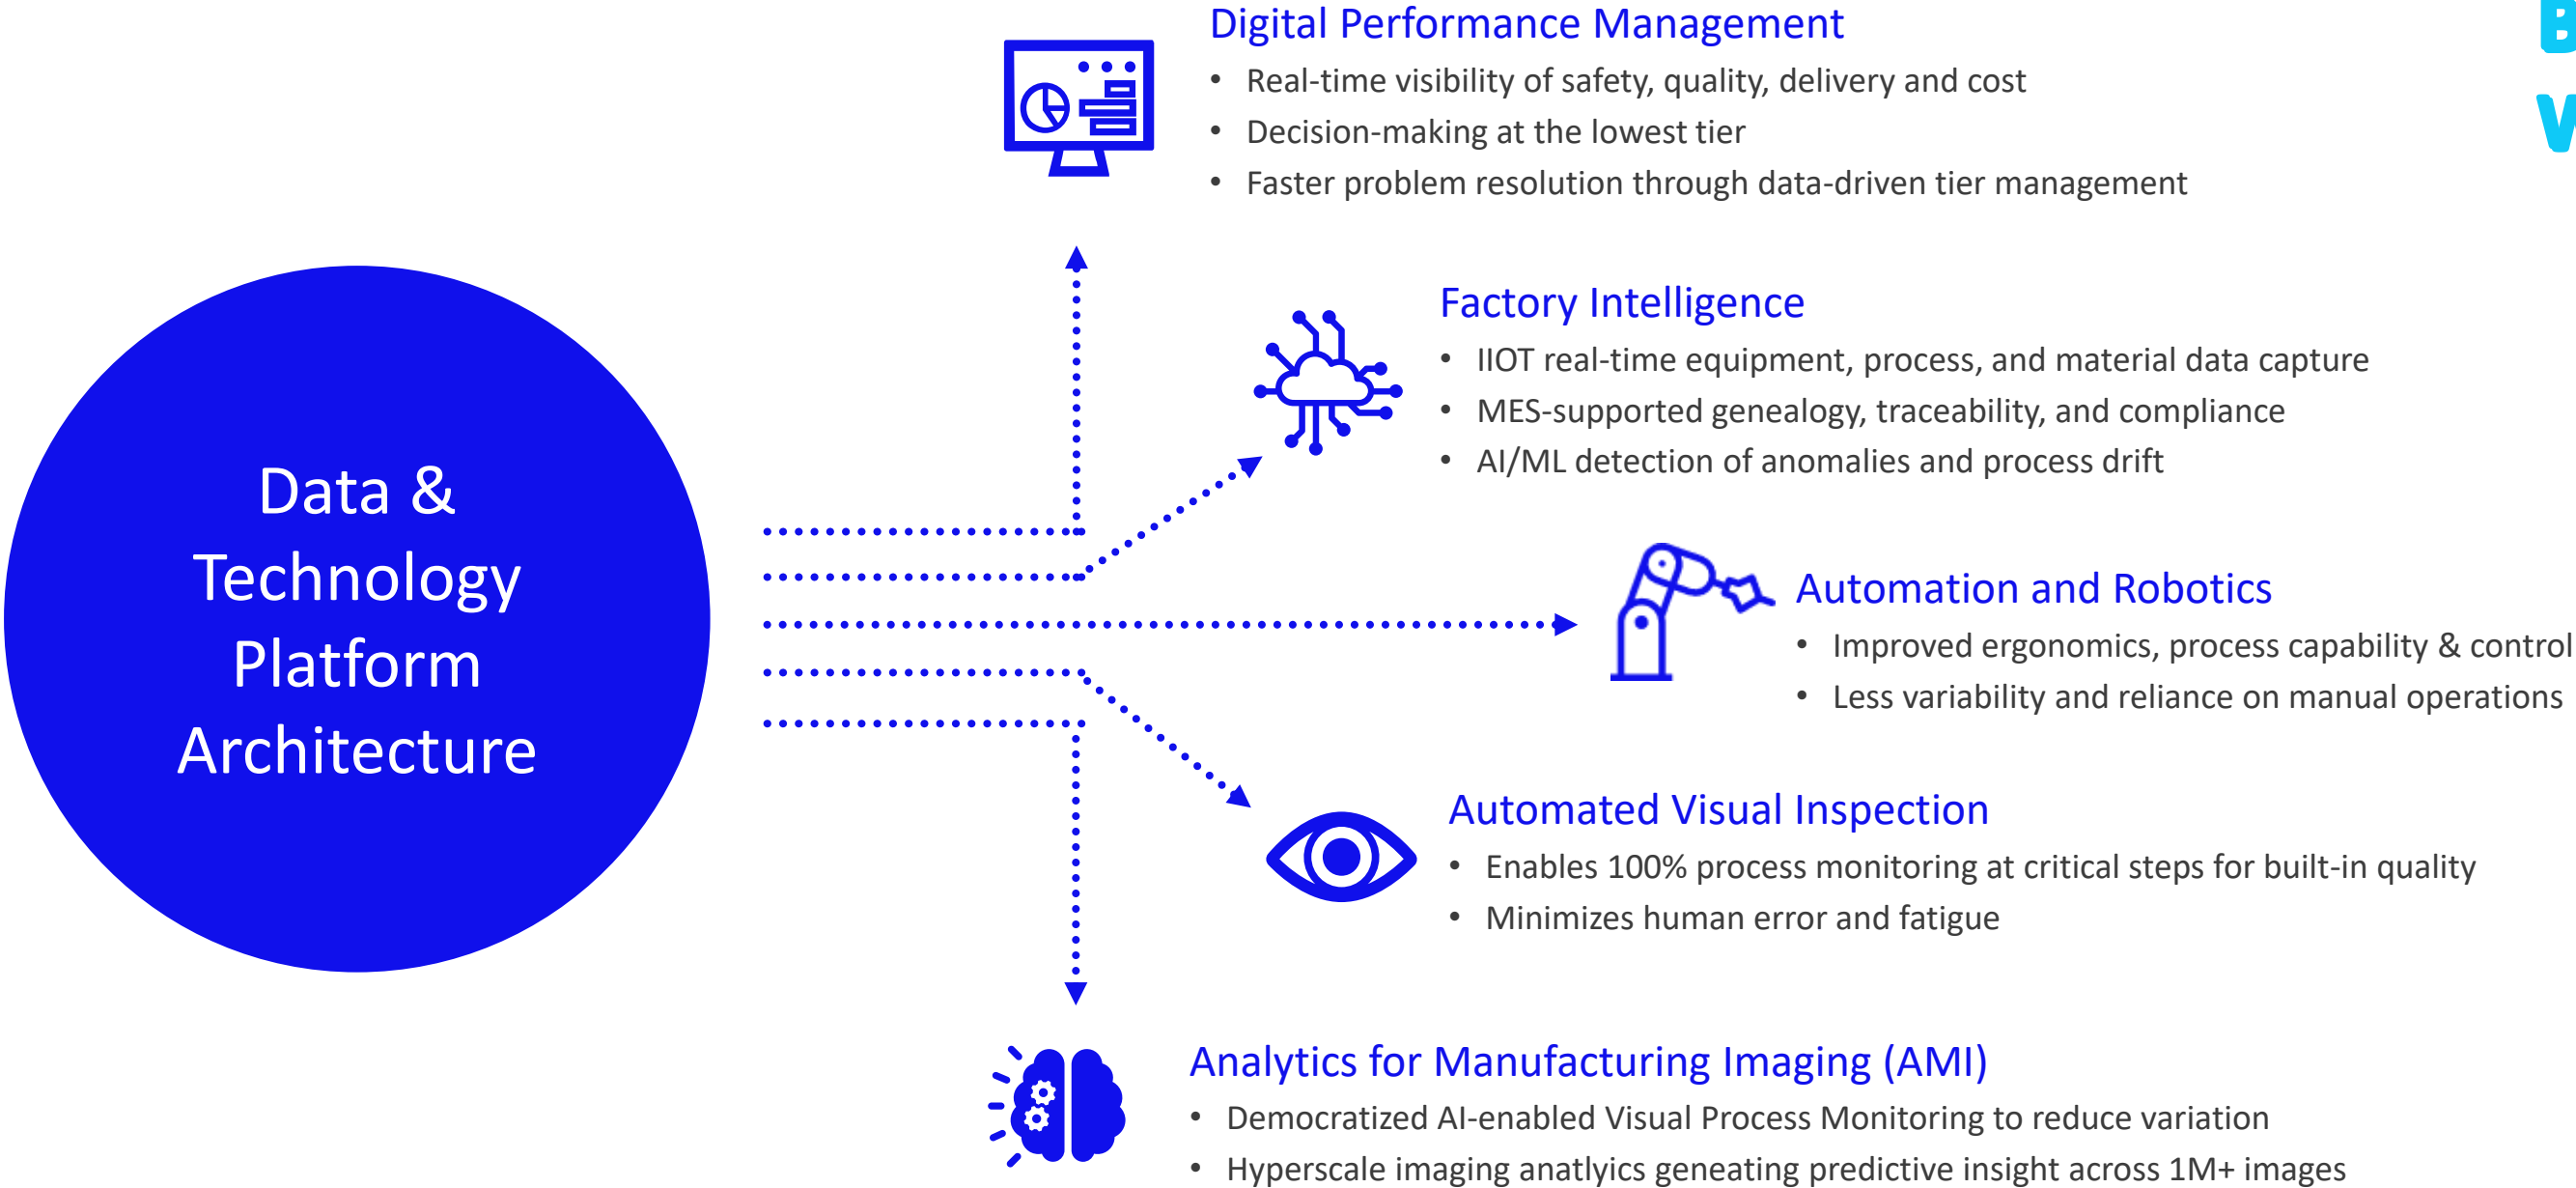 Digital Performance Management
• Real-time visibility of safety, quality, delivery and cost
• Decision-making at the lowest tier
• Faster problem resolution through data-driven tier management
B
Factory Intelligence
• IIOT real-time equipment, process, and material data capture
• MES-supported genealogy, traceability, and compliance
• AI/ML detection of anomalies and process drift
Data &
Technology
Platform
Architecture
Automation and Robotics
• Improved ergonomics, process capability & control
• Less variability and reliance on manual operations
Automated Visual Inspection
• Enables 100% process monitoring at critical steps for built-in quality
• Minimizes human error and fatigue
Analytics for Manufacturing Imaging (AMI)
• Democratized AI-enabled Visual Process Monitoring to reduce variation
• Hyperscale imaging anatlyics geneating predictive insight across 1M+ images